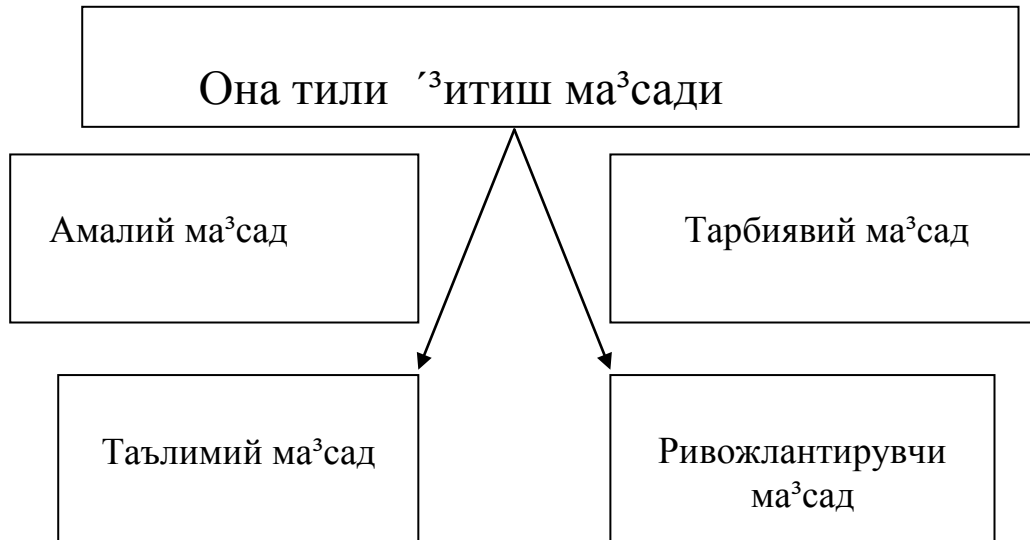 Она тили ´³итиш ма³сади
Амалий ма³сад
Тарбиявий ма³сад
Таълимий ма³сад
Ривожлантирувчи
ма³сад